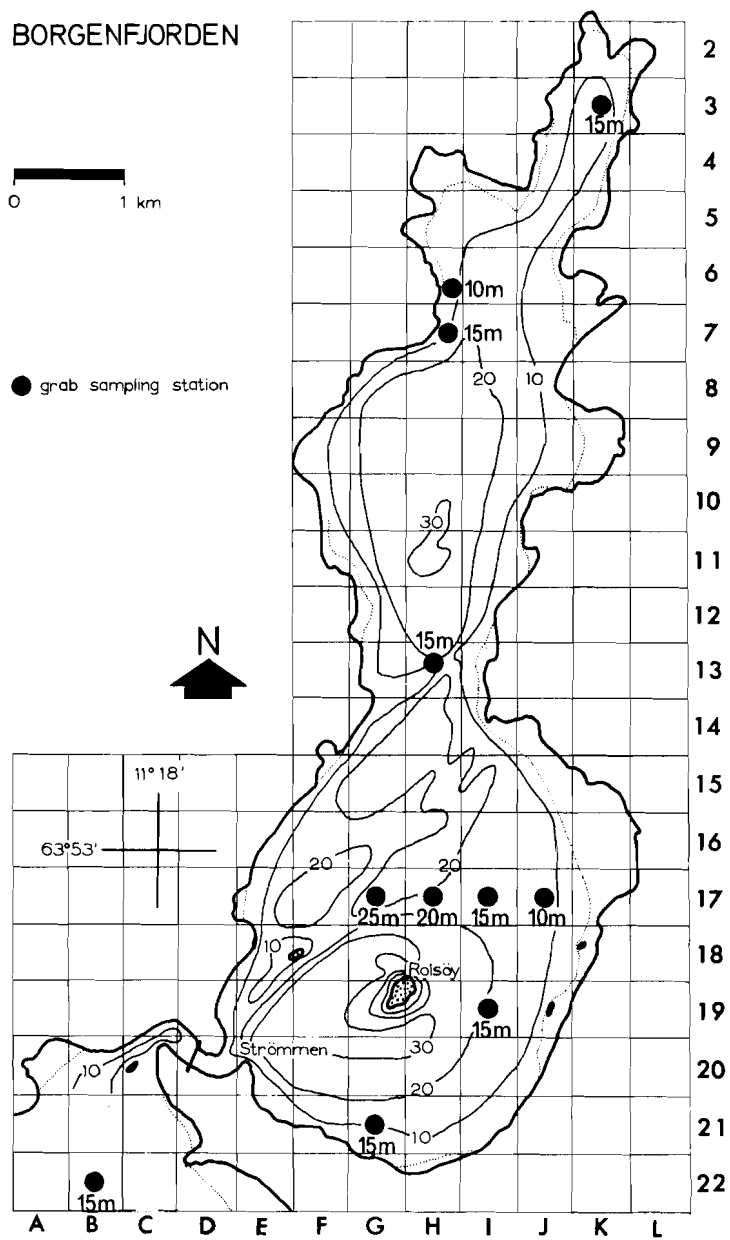 BORGENFJORDEN
2
3
15m
4
0 1 km
5
6
10m
7
15m
grab sampling station
20 10
8
9
10
30
11
12
15m
N
13
14
11° 18'
15
63°53'
16
20 20
17
25m 20m 15m 10m
10
18
Rolsöy
19
15m
Strömmen
30
10
20
20
21
15m
10
22
15m
A B C D E F G H I J K L